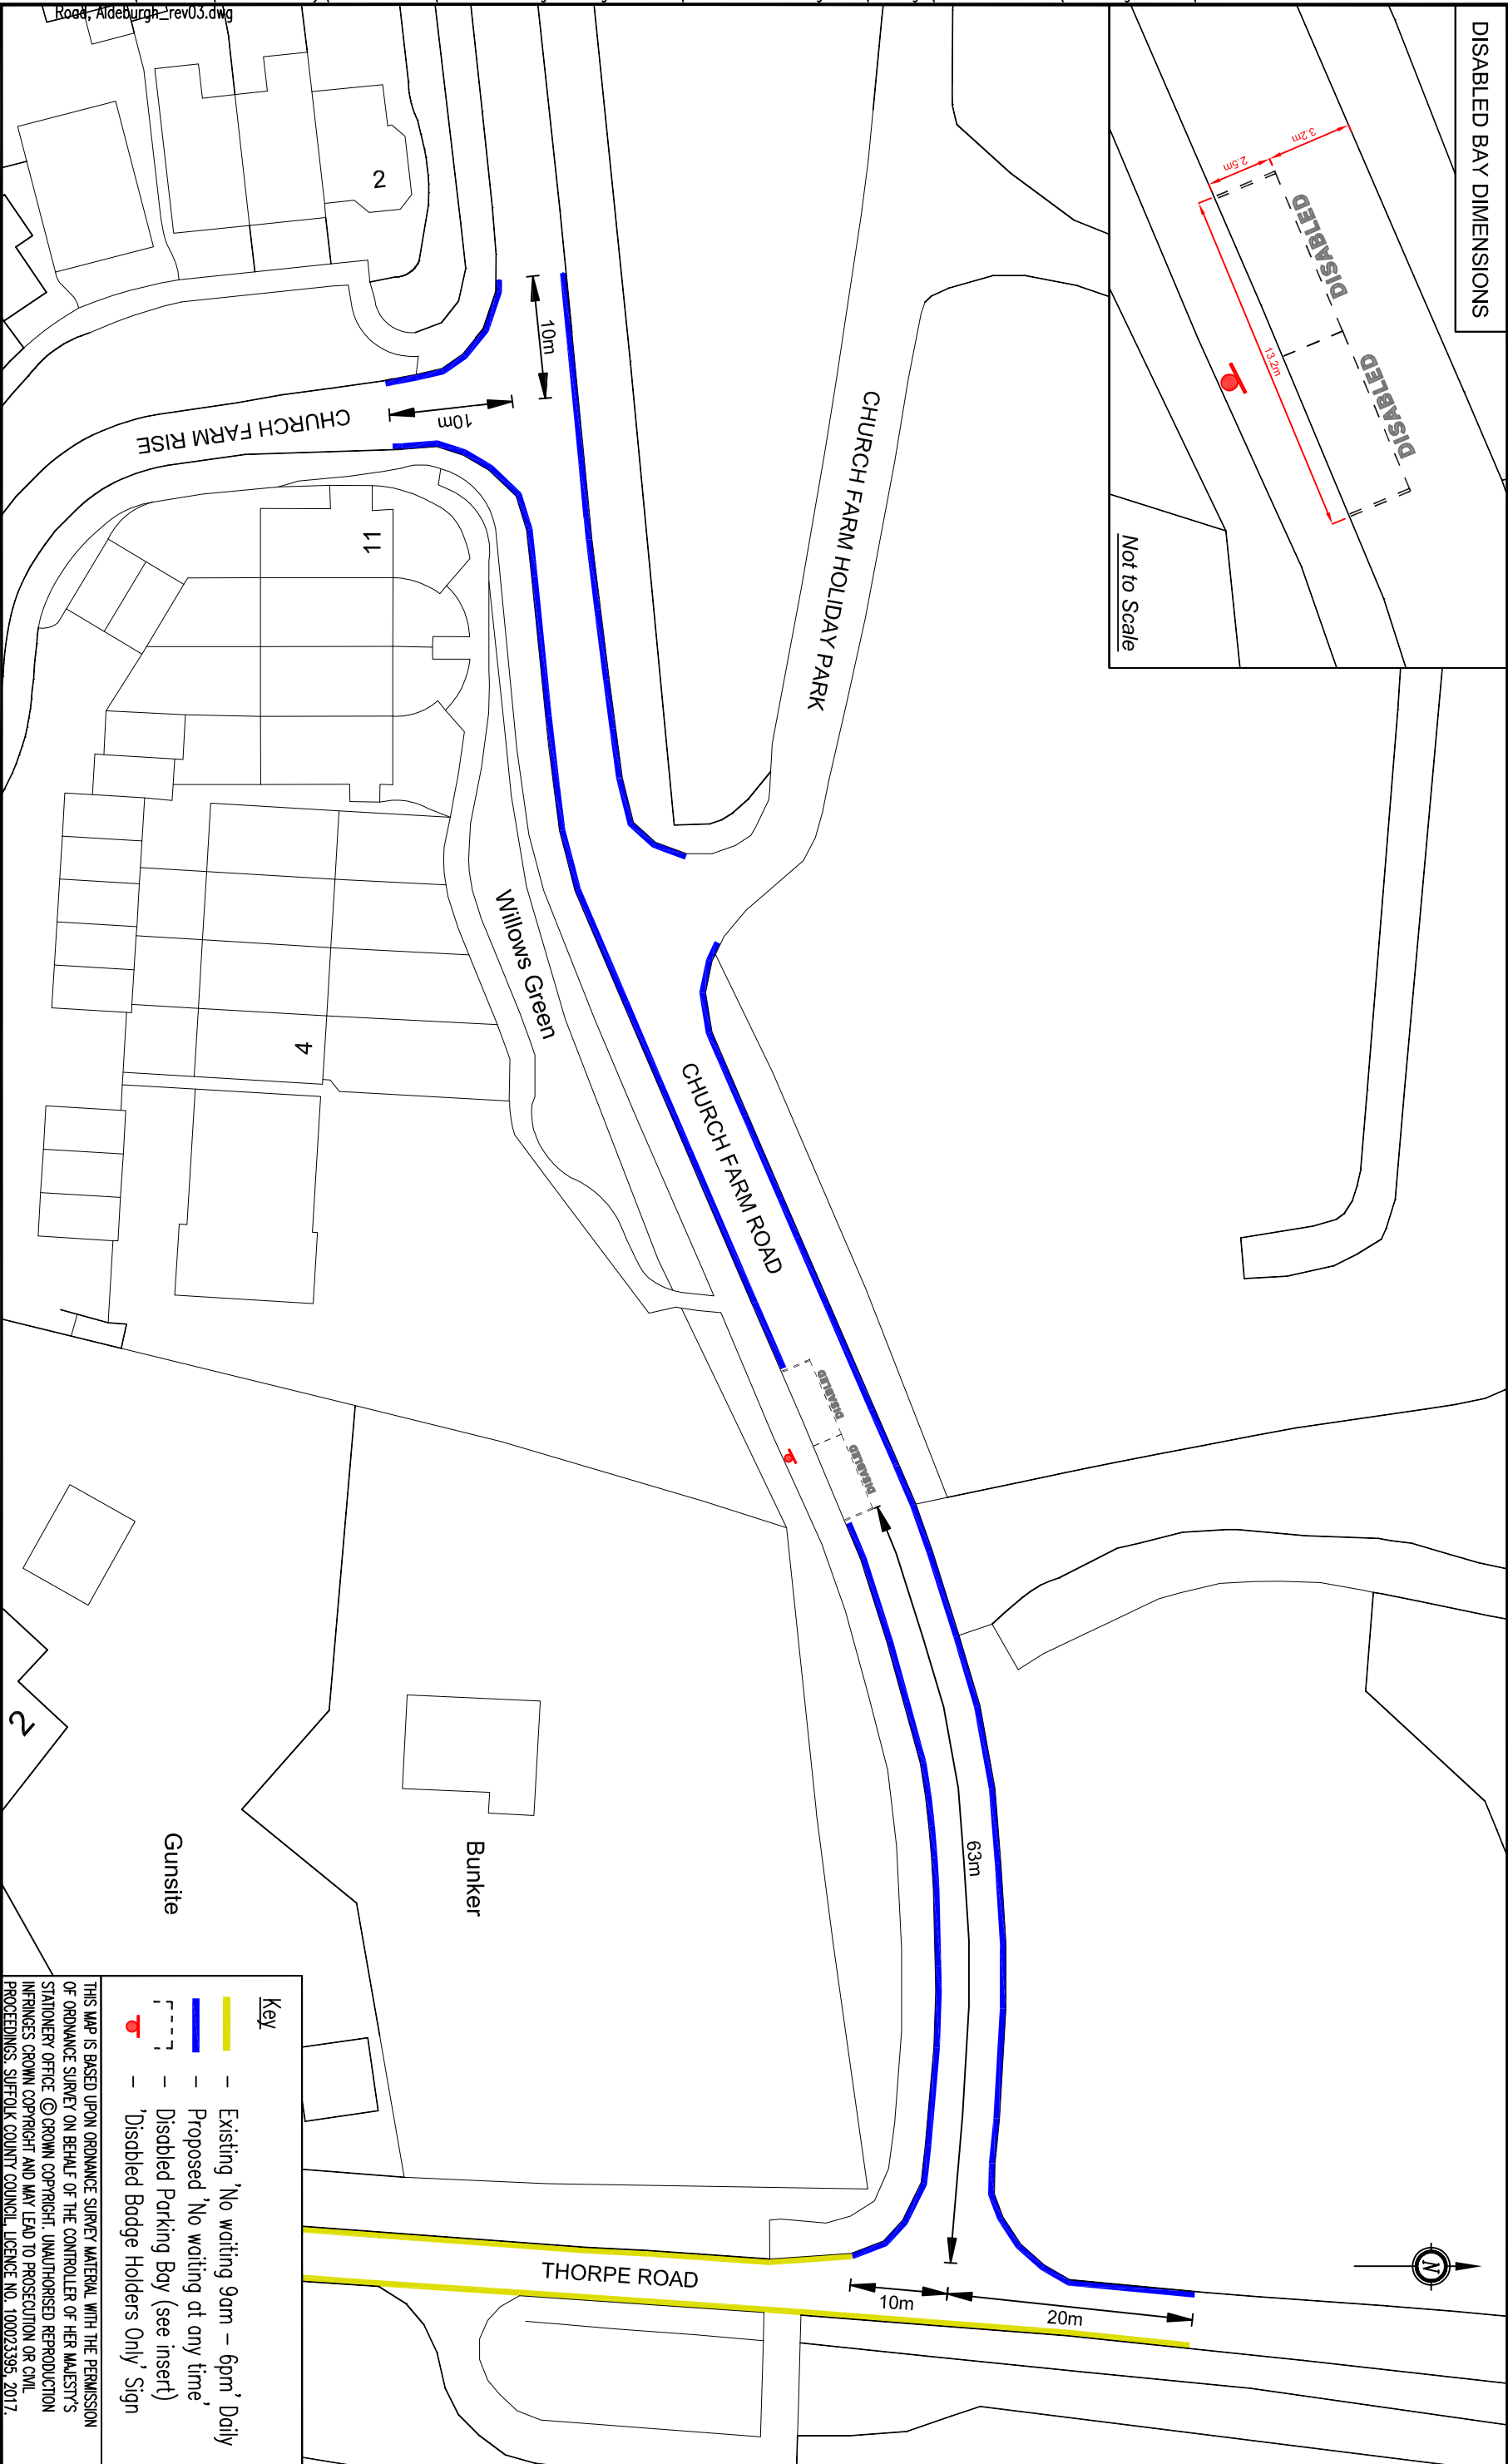 Road, Aldeburgh_rev03.dwg
DISABLED BAY DIMENSIONS
3.2m
2.5m
DISABLED
DISABLED
13.2m
Not to Scale
2
10m
10m
CHURCH FARM RISE
CHURCH FARM HOLIDAY PARK
11
Willows Green
4
CHURCH FARM ROAD
DISABLED
DISABLED
63m
2
Gunsite
Bunker
THORPE ROAD
10m
20m
N
Key
- Existing 'No waiting 9am - 6pm' Daily
- Proposed 'No waiting at any time'
- Disabled Parking Bay (see insert)
- 'Disabled Badge Holders Only' Sign
THIS MAP IS BASED UPON ORDNANCE SURVEY MATERIAL WITH THE PERMISSION
OF ORDNANCE SURVEY ON BEHALF OF THE CONTROLLER OF HER MAJESTY'S
STATIONERY OFFICE © CROWN COPYRIGHT. UNAUTHORISED REPRODUCTION
INFRINGES CROWN COPYRIGHT AND MAY LEAD TO PROSECUTION OR CIVIL
PROCEEDINGS. SUFFOLK COUNTY COUNCIL, LICENCE NO. 100023395, 2017.